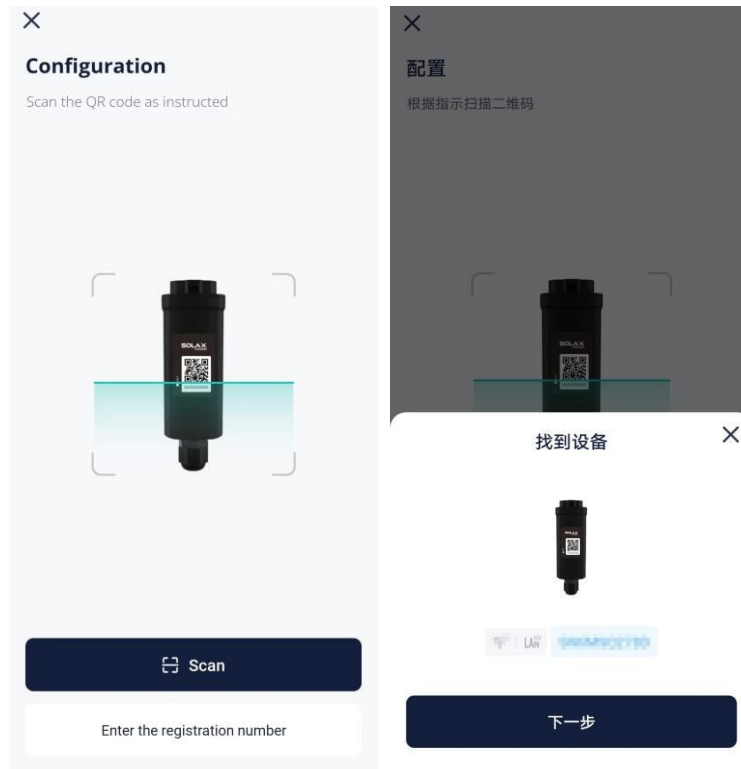 Configuration
Scan the QR code as instructed
SOLAX
Scan
Enter the registration number
配置
根据指示扫描二维码
SOLAX
找到设备
SOLAX
LAN
下一步